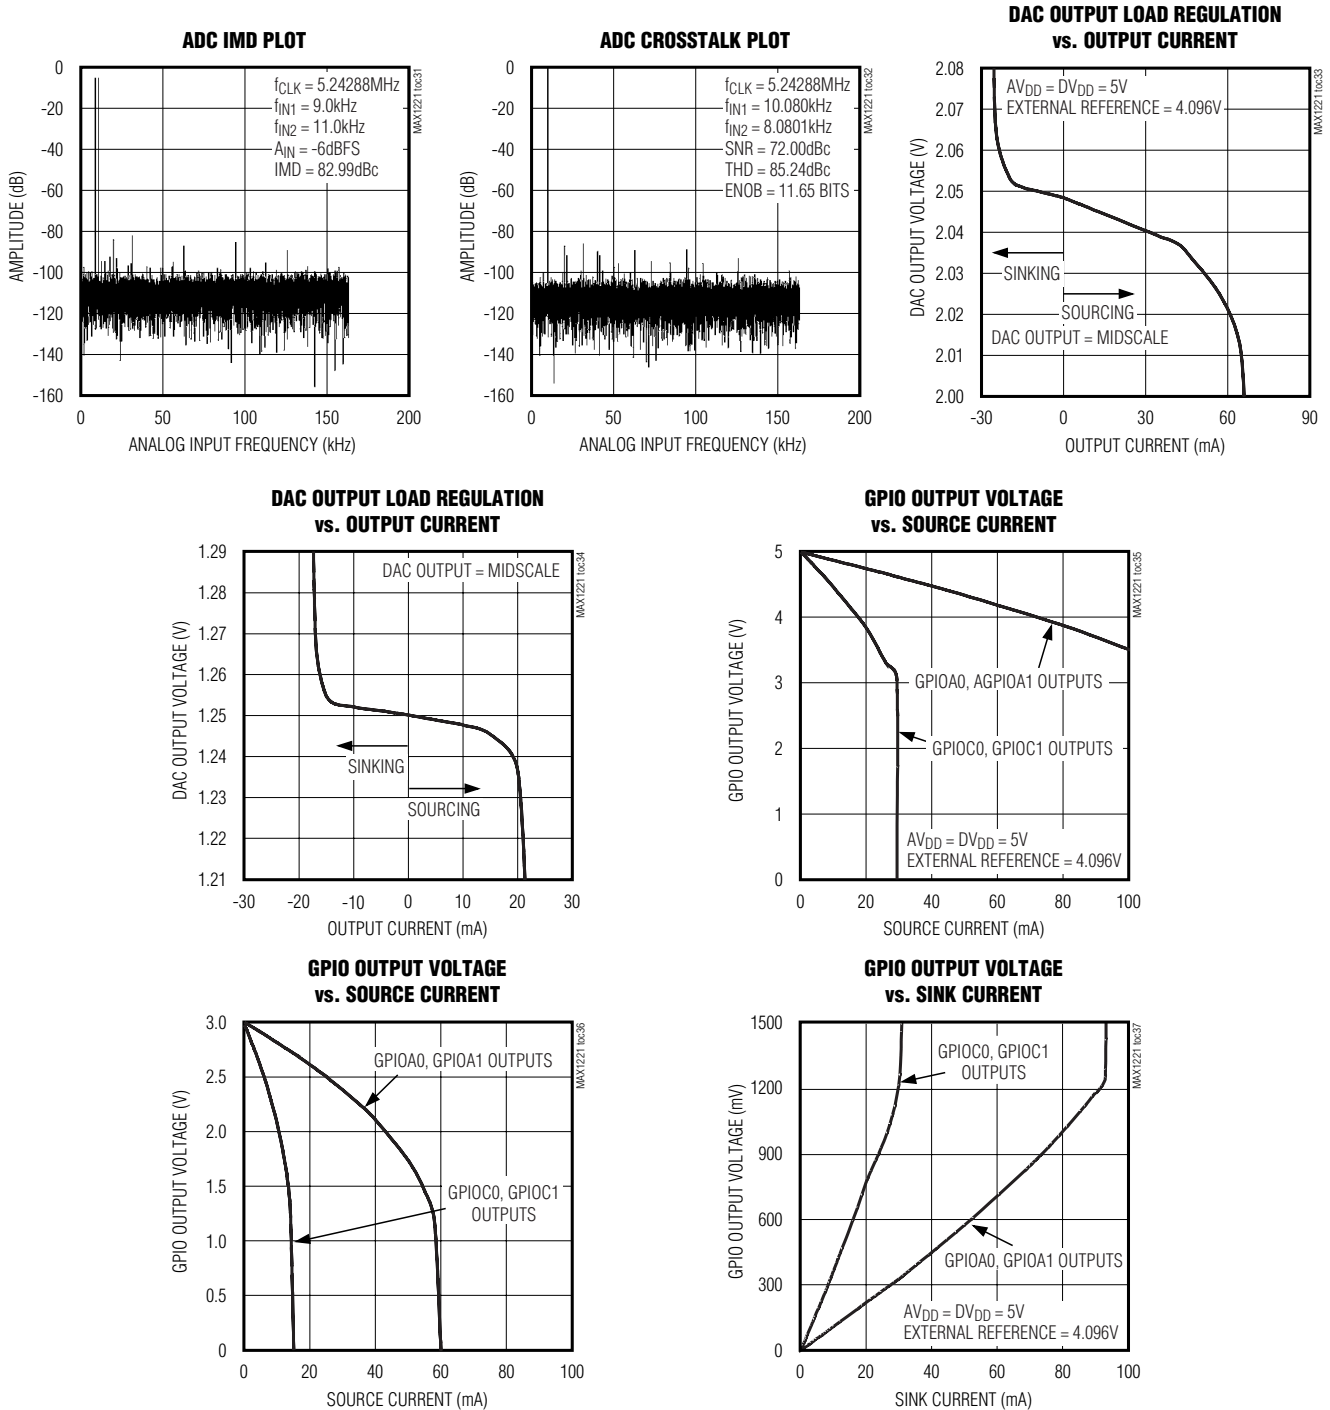 ADC IMD PLOT
0
-20
-40
-60
-80
-100
-120
-140
-160
AMPLITUDE (dB)
fCLK = 5.24288MHz
fIN1 = 9.0kHz
fIN2 = 11.0kHz
AIN = -6dBFS
IMD = 82.99dBc
MAX1221 toc31
0 50 100 150 200
ANALOG INPUT FREQUENCY (kHz)
ADC CROSSTALK PLOT
0
-20
-40
-60
-80
-100
-120
-140
-160
AMPLITUDE (dB)
fCLK = 5.24288MHz
fIN1 = 10.080kHz
fIN2 = 8.0801kHz
SNR = 72.00dBc
THD = 85.24dBc
ENOB = 11.65 BITS
MAX1221 toc32
0 50 100 150 200
ANALOG INPUT FREQUENCY (kHz)
DAC OUTPUT LOAD REGULATION
vs. OUTPUT CURRENT
2.08
2.07
2.06
2.05
2.04
2.03
2.02
2.01
2.00
DAC OUTPUT VOLTAGE (V)
AVDD = DVDD = 5V
EXTERNAL REFERENCE = 4.096V
SINKING
SOURCING
DAC OUTPUT = MIDSCALE
MAX1221 toc33
-30 0 30 60 90
OUTPUT CURRENT (mA)
DAC OUTPUT LOAD REGULATION
vs. OUTPUT CURRENT
1.29
1.28
1.27
1.26
1.25
1.24
1.23
1.22
1.21
DAC OUTPUT VOLTAGE (V)
DAC OUTPUT = MIDSCALE
SINKING
SOURCING
MAX1221 toc34
-30 -20 -10 0 10 20 30
OUTPUT CURRENT (mA)
GPIO OUTPUT VOLTAGE
vs. SOURCE CURRENT
5
4
3
2
1
0
GPIO OUTPUT VOLTAGE (V)
GPIOA0, AGPIOA1 OUTPUTS
GPIOC0, GPIOC1 OUTPUTS
AVDD = DVDD = 5V
EXTERNAL REFERENCE = 4.096V
MAX1221 toc35
0 20 40 60 80 100
SOURCE CURRENT (mA)
GPIO OUTPUT VOLTAGE
vs. SOURCE CURRENT
3.0
2.5
2.0
1.5
1.0
0.5
0
GPIO OUTPUT VOLTAGE (V)
GPIOA0, GPIOA1 OUTPUTS
GPIOC0, GPIOC1
OUTPUTS
MAX1221 toc36
0 20 40 60 80 100
SOURCE CURRENT (mA)
GPIO OUTPUT VOLTAGE
vs. SINK CURRENT
1500
1200
900
600
300
0
GPIO OUTPUT VOLTAGE (mV)
GPIOC0, GPIOC1
OUTPUTS
GPIOA0, GPIOA1 OUTPUTS
AVDD = DVDD = 5V
EXTERNAL REFERENCE = 4.096V
MAX1221 toc37
0 20 40 60 80 100
SINK CURRENT (mA)